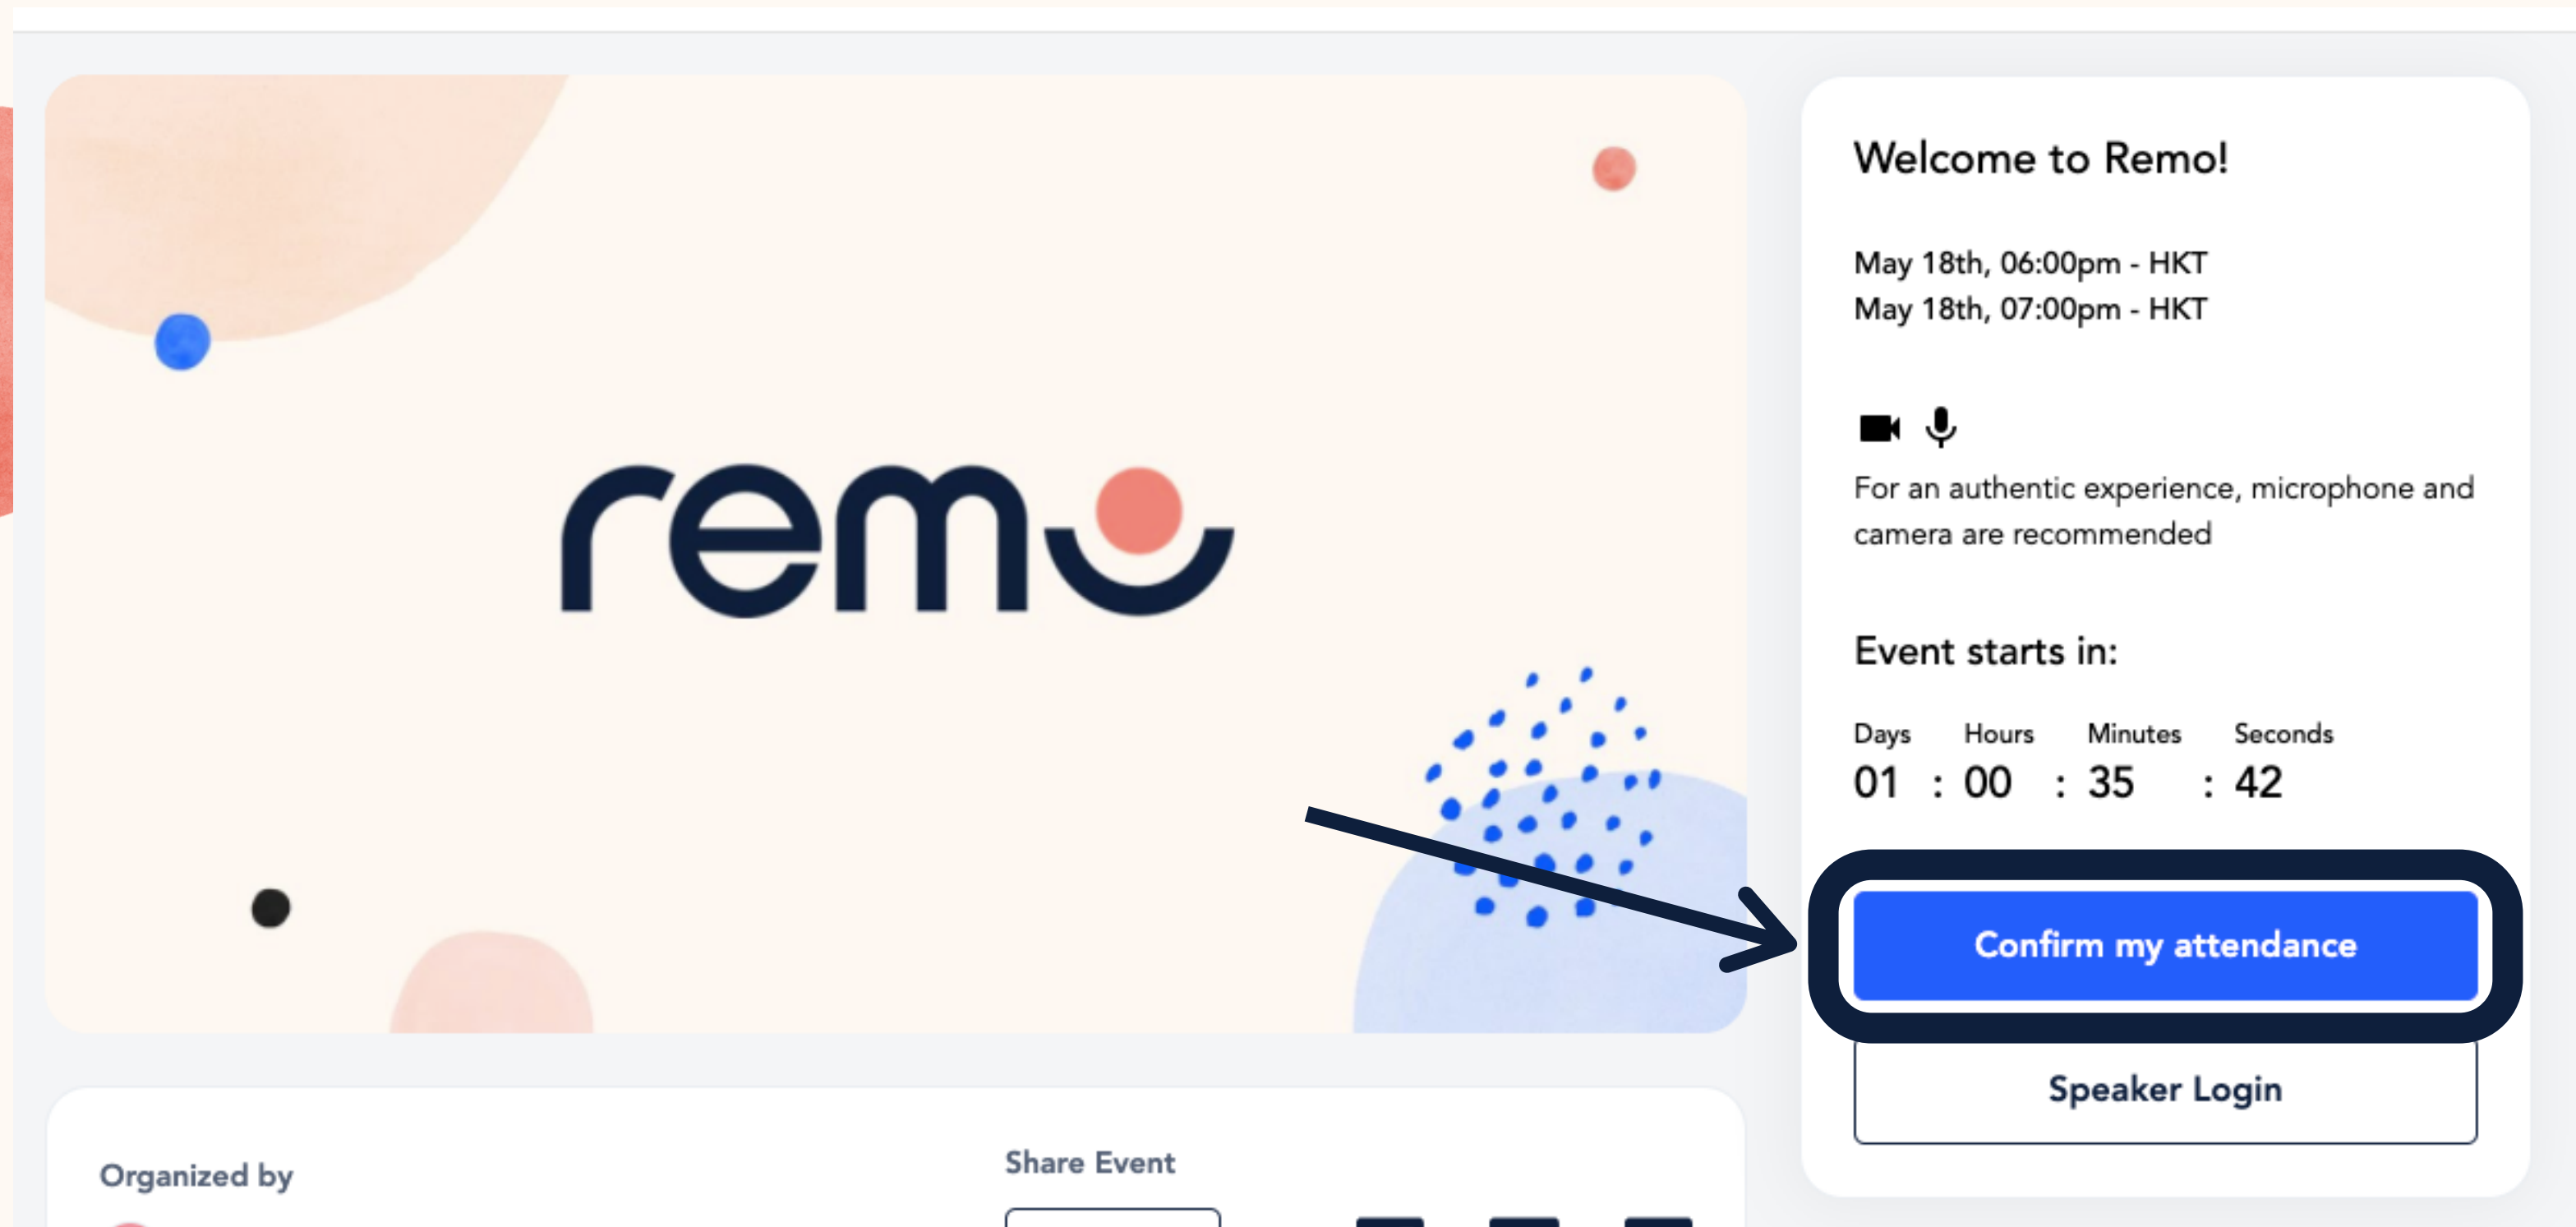 remo
Welcome to Remo!
May 18th, 06:00pm - HKT
May 18th, 07:00pm - HKT
For an authentic experience, microphone and
camera are recommended
Event starts in:
Days Hours Minutes Seconds
01 : 00 : 35 : 42
Confirm my attendance
Speaker Login
Organized by
Share Event